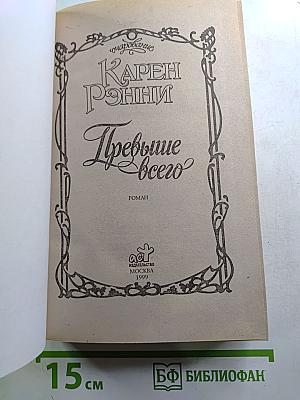 очарование
КАРЕН
РЭННИ
Превыше
всего
РОМАН
аст
ИЗДАТЕЛЬСТВО
МОСКВА
1999
15 см
БФ БИБЛИОФАН